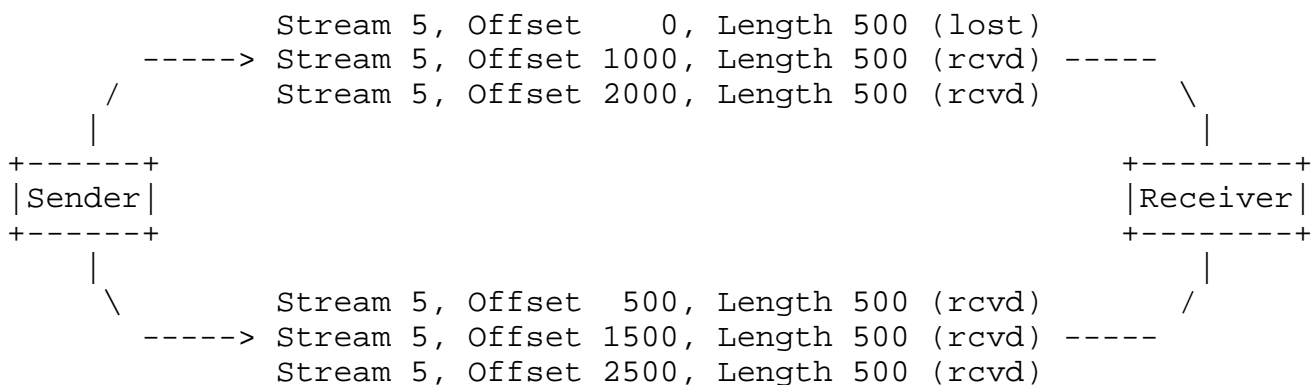 Stream 5, Offset    0, Length 500 (lost)
-----> Stream 5, Offset 1000, Length 500 (rcvd) -----
/        Stream 5, Offset 2000, Length 500 (rcvd)        \
|                                                         |
+------+                                             +--------+
|Sender|                                             |Receiver|
+------+                                             +--------+
|                                                         |
\        Stream 5, Offset  500, Length 500 (rcvd)        /
-----> Stream 5, Offset 1500, Length 500 (rcvd) -----
Stream 5, Offset 2500, Length 500 (rcvd)